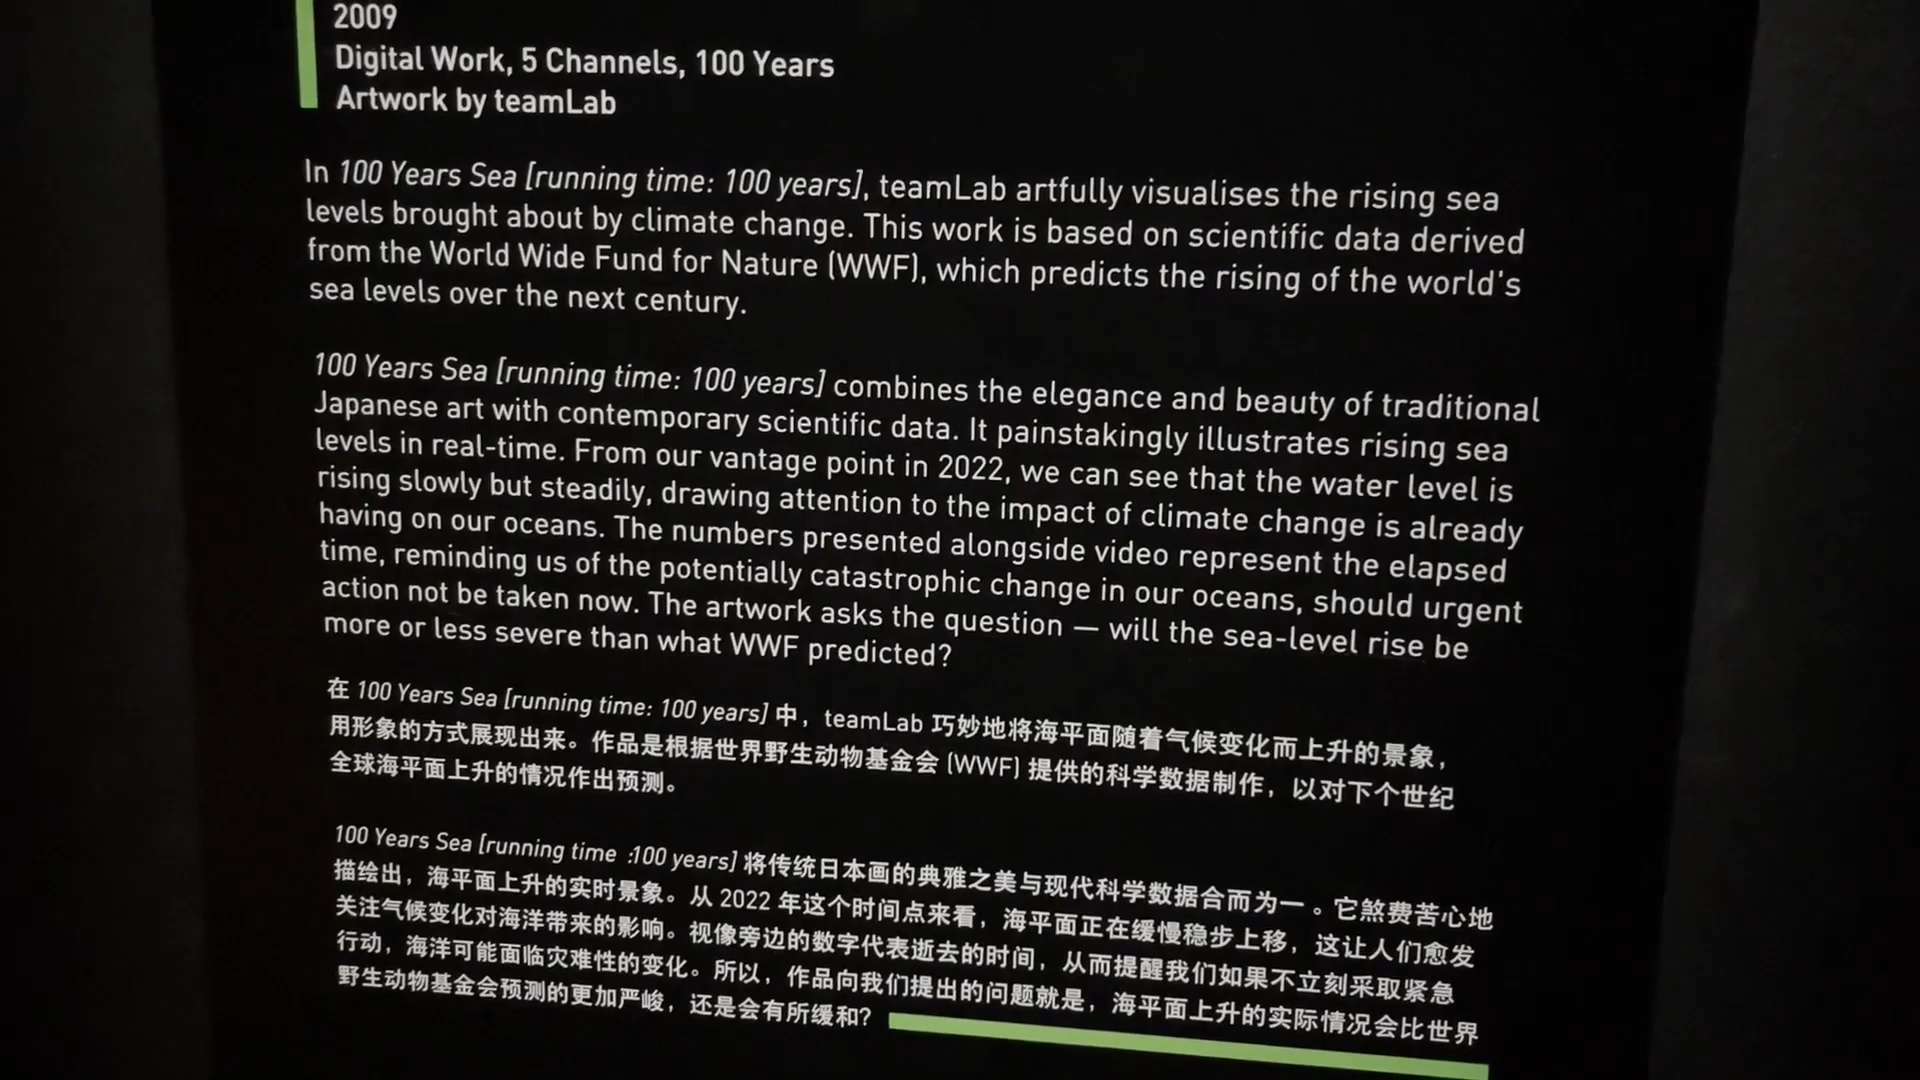 2009
Digital Work, 5 Channels, 100 Years
Artwork by teamLab
In 100 Years Sea [running time: 100 years], teamLab artfully visualises the rising sea
levels brought about by climate change. This work is based on scientific data derived
from the World Wide Fund for Nature (WWF), which predicts the rising of the world's
sea levels over the next century.
100 Years Sea [running time: 100 years] combines the elegance and beauty of traditional
Japanese art with contemporary scientific data. It painstakingly illustrates rising sea
levels in real-time. From our vantage point in 2022, we can see that the water level is
rising slowly but steadily, drawing attention to the impact of climate change is already
having on our oceans. The numbers presented alongside video represent the elapsed
time, reminding us of the potentially catastrophic change in our oceans, should urgent
action not be taken now. The artwork asks the question — will the sea-level rise be
more or less severe than what WWF predicted?
在 100 Years Sea [running time: 100 years] 中，teamLab 巧妙地将海平面随着气候变化而上升的景象，
用形象的方式展现出来。作品是根据世界野生动物基金会 (WWF) 提供的科学数据制作，以对下个世纪
全球海平面上升的情况作出预测。
100 Years Sea [running time :100 years] 将传统日本画的典雅之美与现代科学数据合而为一。它煞费苦心地
描绘出，海平面上升的实时景象。从 2022 年这个时间点来看，海平面正在缓慢稳步上移，这让人们愈发
关注气候变化对海洋带来的影响。视像旁边的数字代表逝去的时间，从而提醒我们如果不立刻采取紧急
行动，海洋可能面临灾难性的变化。所以，作品向我们提出的问题就是，海平面上升的实际情况会比世界
野生动物基金会预测的更加严峻，还是会有所缓和?